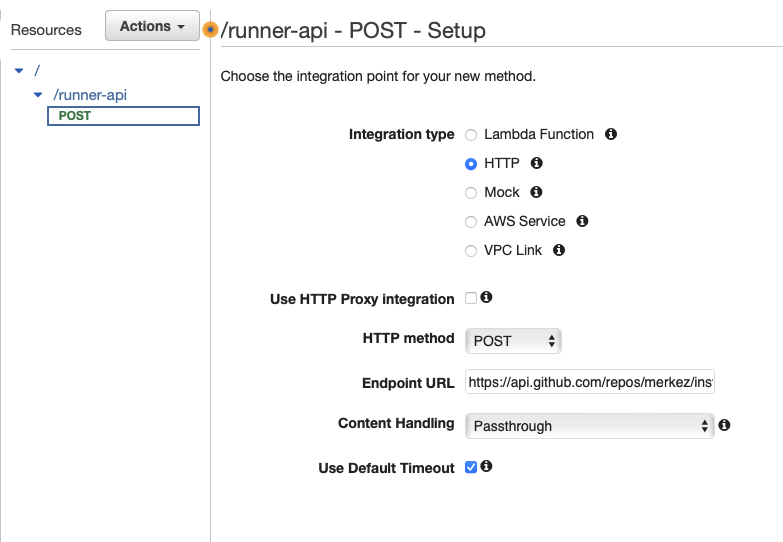 Resources
Actions
/runner-api - POST - Setup
/
/runner-api
POST
Choose the integration point for your new method.
Integration type
Lambda Function
HTTP
Mock
AWS Service
VPC Link
Use HTTP Proxy integration
HTTP method POST
Endpoint URL https://api.github.com/repos/merkez/ins
Content Handling Passthrough
Use Default Timeout